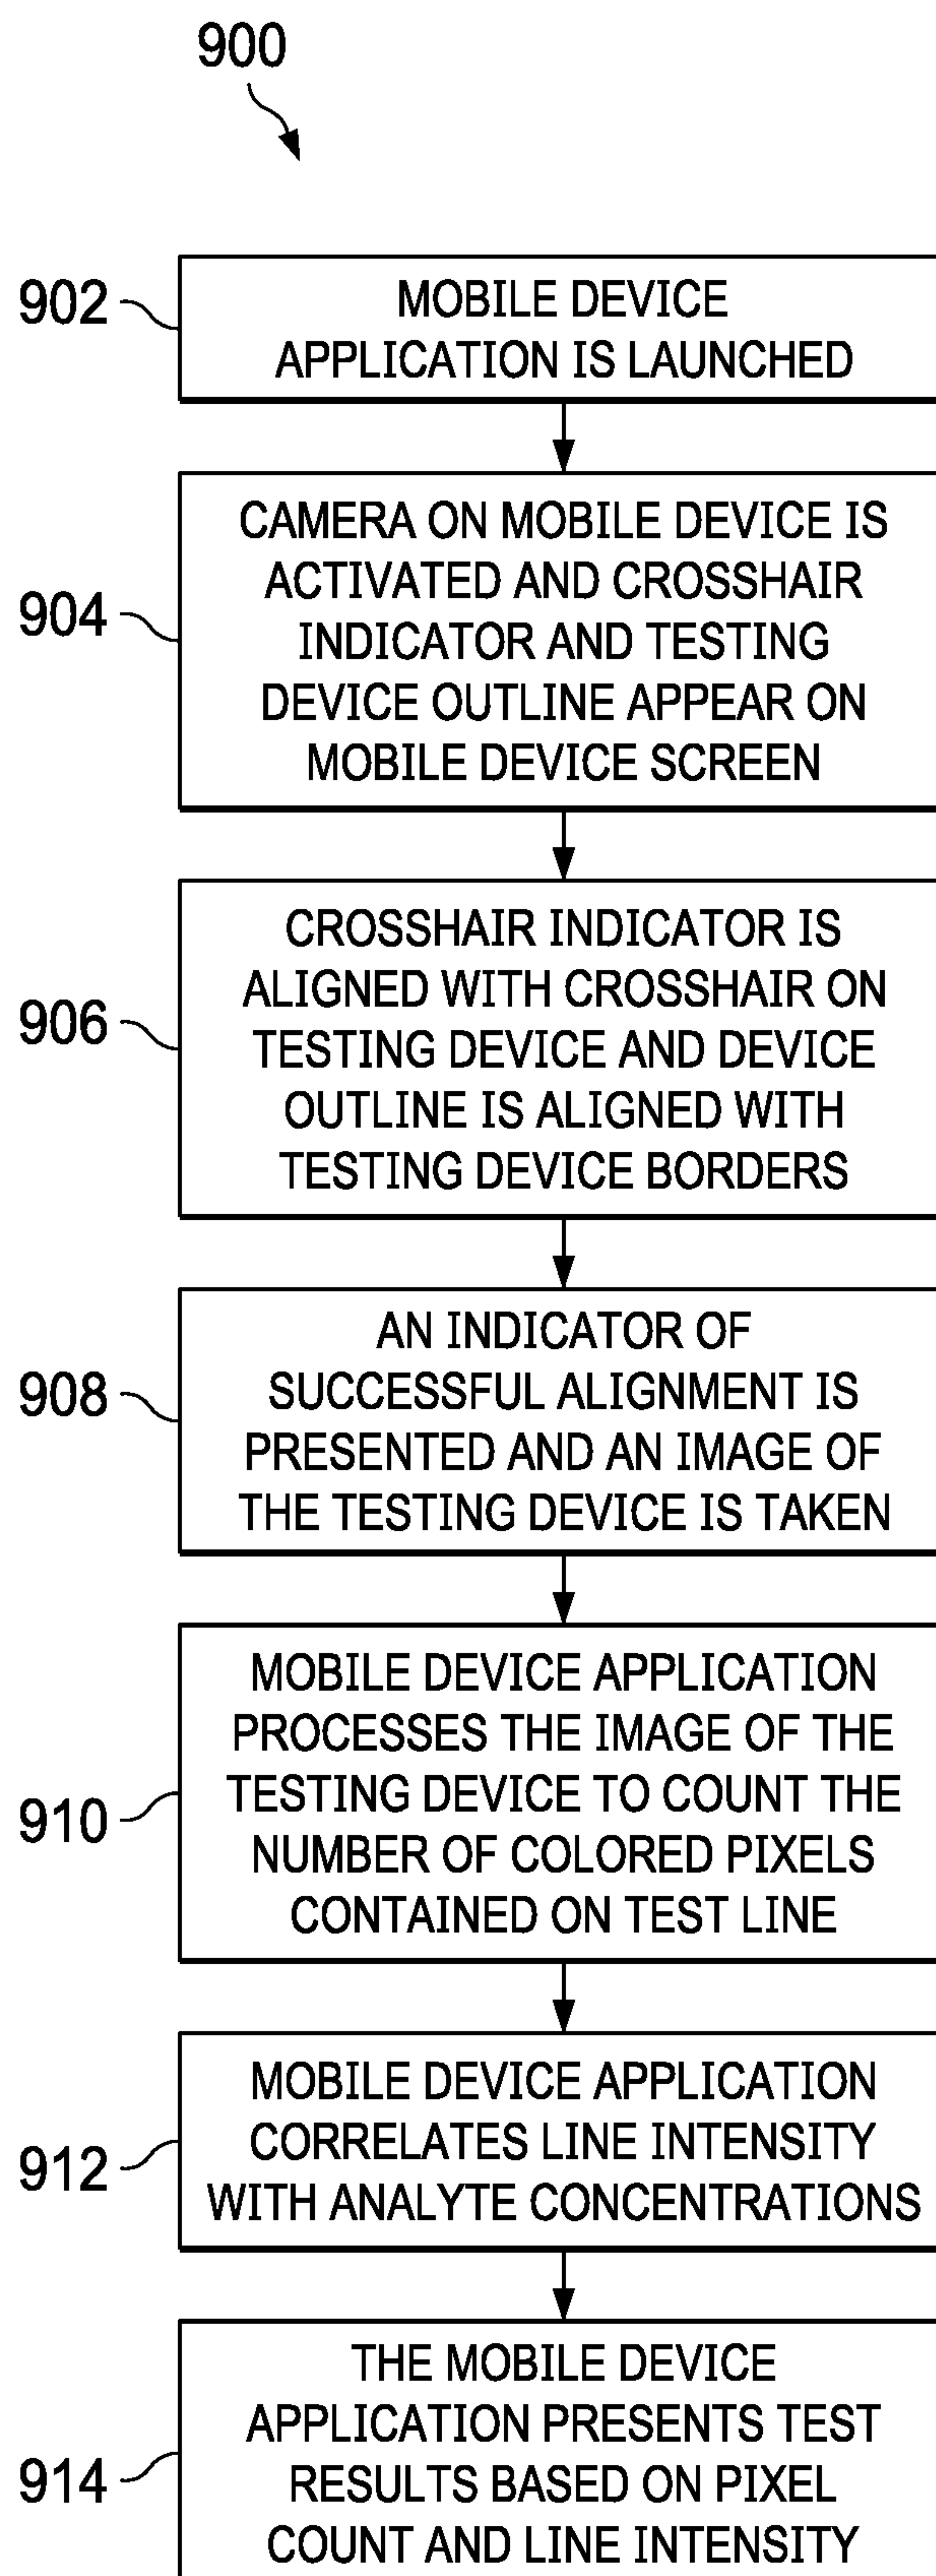 900
902
MOBILE DEVICE
APPLICATION IS LAUNCHED
904
CAMERA ON MOBILE DEVICE IS
ACTIVATED AND CROSSHAIR
INDICATOR AND TESTING
DEVICE OUTLINE APPEAR ON
MOBILE DEVICE SCREEN
906
CROSSHAIR INDICATOR IS
ALIGNED WITH CROSSHAIR ON
TESTING DEVICE AND DEVICE
OUTLINE IS ALIGNED WITH
TESTING DEVICE BORDERS
908
AN INDICATOR OF
SUCCESSFUL ALIGNMENT IS
PRESENTED AND AN IMAGE OF
THE TESTING DEVICE IS TAKEN
910
MOBILE DEVICE APPLICATION
PROCESSES THE IMAGE OF THE
TESTING DEVICE TO COUNT THE
NUMBER OF COLORED PIXELS
CONTAINED ON TEST LINE
912
MOBILE DEVICE APPLICATION
CORRELATES LINE INTENSITY
WITH ANALYTE CONCENTRATIONS
914
THE MOBILE DEVICE
APPLICATION PRESENTS TEST
RESULTS BASED ON PIXEL
COUNT AND LINE INTENSITY